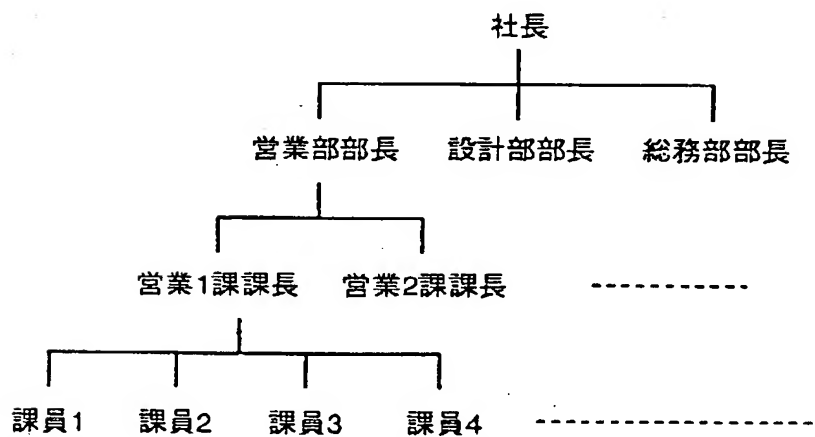 社長
営業部部長 設計部部長 総務部部長
営業1課課長 営業2課課長
課員1 課員2 課員3 課員4